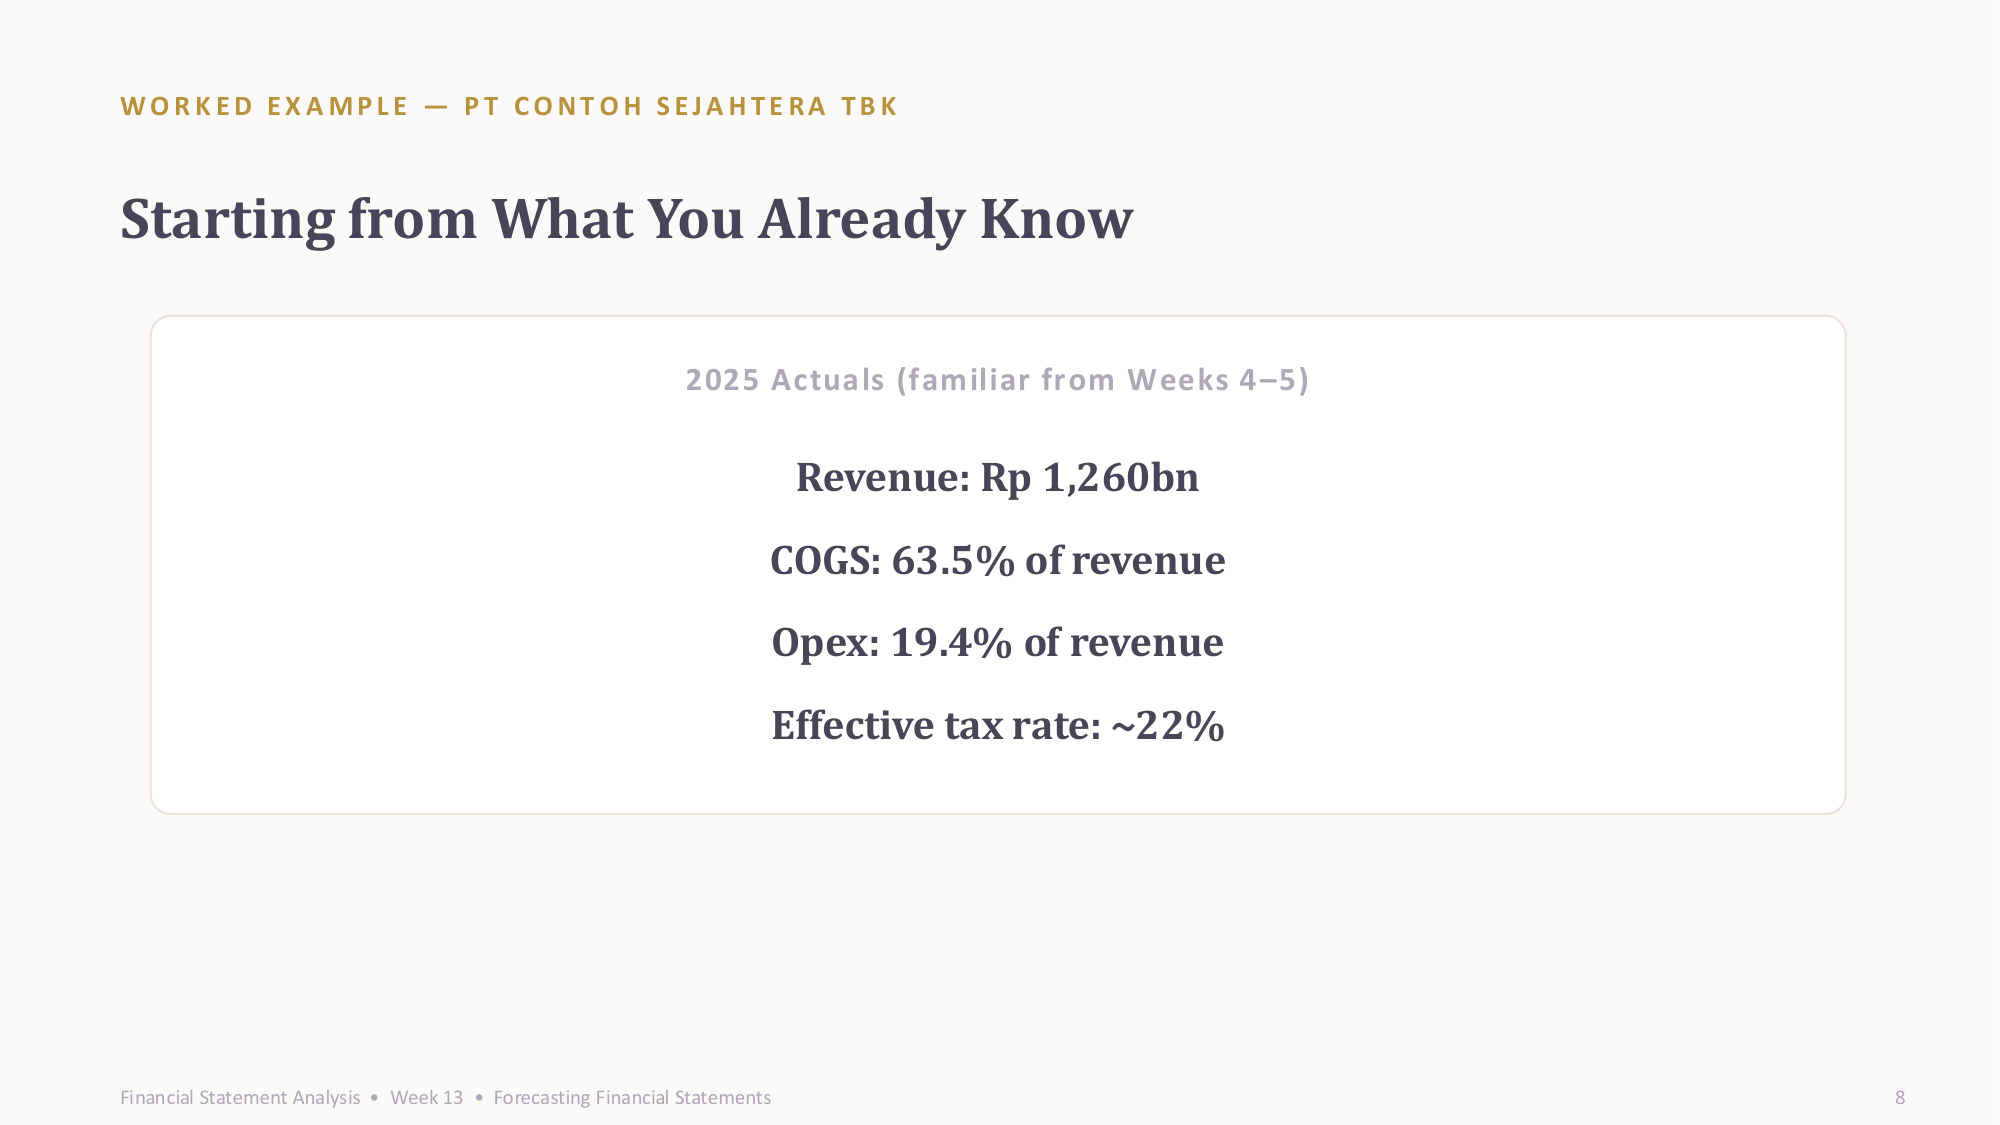 WORKED EXAMPLE — PT CONTOH SEJAHTERA TBK
Starting from What You Already Know
2025 Actuals (familiar from Weeks 4–5)
Revenue: Rp 1,260bn
COGS: 63.5% of revenue
Opex: 19.4% of revenue
Effective tax rate: ~22%
Financial Statement Analysis • Week 13 • Forecasting Financial Statements
8